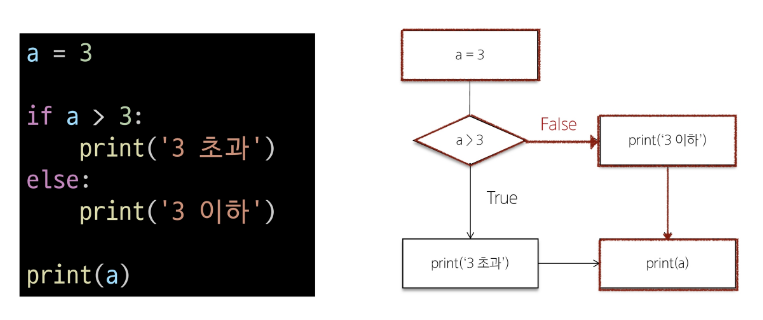 a = 3
if a > 3:
    print('3 초과')
else:
    print('3 이하')
print(a)
a = 3
a > 3
False
print('3 이하')
True
print('3 초과')
print(a)